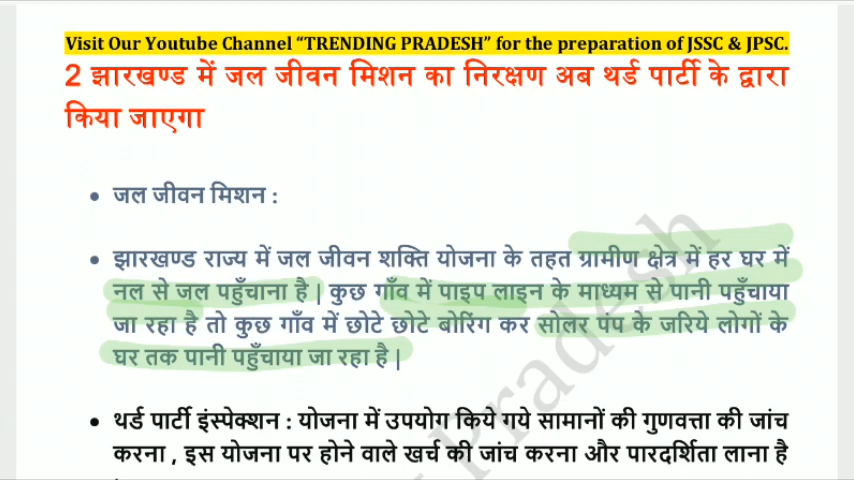 Visit Our Youtube Channel “TRENDING PRADESH” for the preparation of JSSC & JPSC.
2 झारखण्ड में जल जीवन मिशन का निरक्षण अब थर्ड पार्टी के द्वारा
किया जाएगा
• जल जीवन मिशन :
• झारखण्ड राज्य में जल जीवन शक्ति योजना के तहत ग्रामीण क्षेत्र में हर घर में
नल से जल पहुँचाना है | कुछ गाँव में पाइप लाइन के माध्यम से पानी पहुँचाया
जा रहा है तो कुछ गाँव में छोटे छोटे बोरिंग कर सोलर पंप के जरिये लोगों के
घर तक पानी पहुँचाया जा रहा है |
• थर्ड पार्टी इंस्पेक्शन : योजना में उपयोग किये गये सामानों की गुणवत्ता की जांच
करना , इस योजना पर होने वाले खर्च की जांच करना और पारदर्शिता लाना है
Pradesh